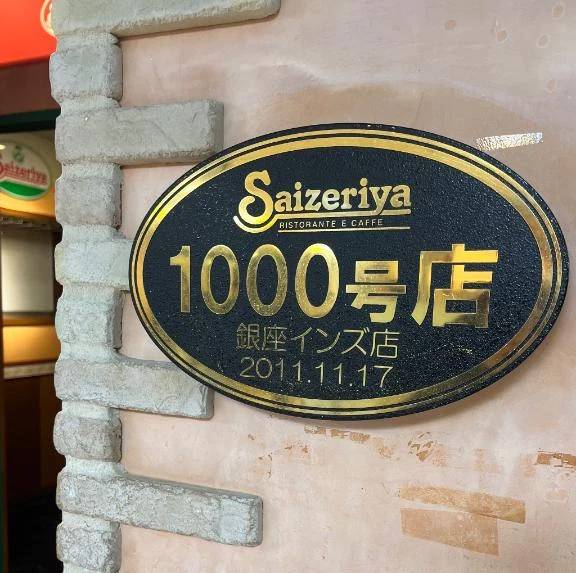 Saizeriya
Saizeriya
RISTORANTE E CAFFE
1000号店
銀座インズ店
2011.11.17